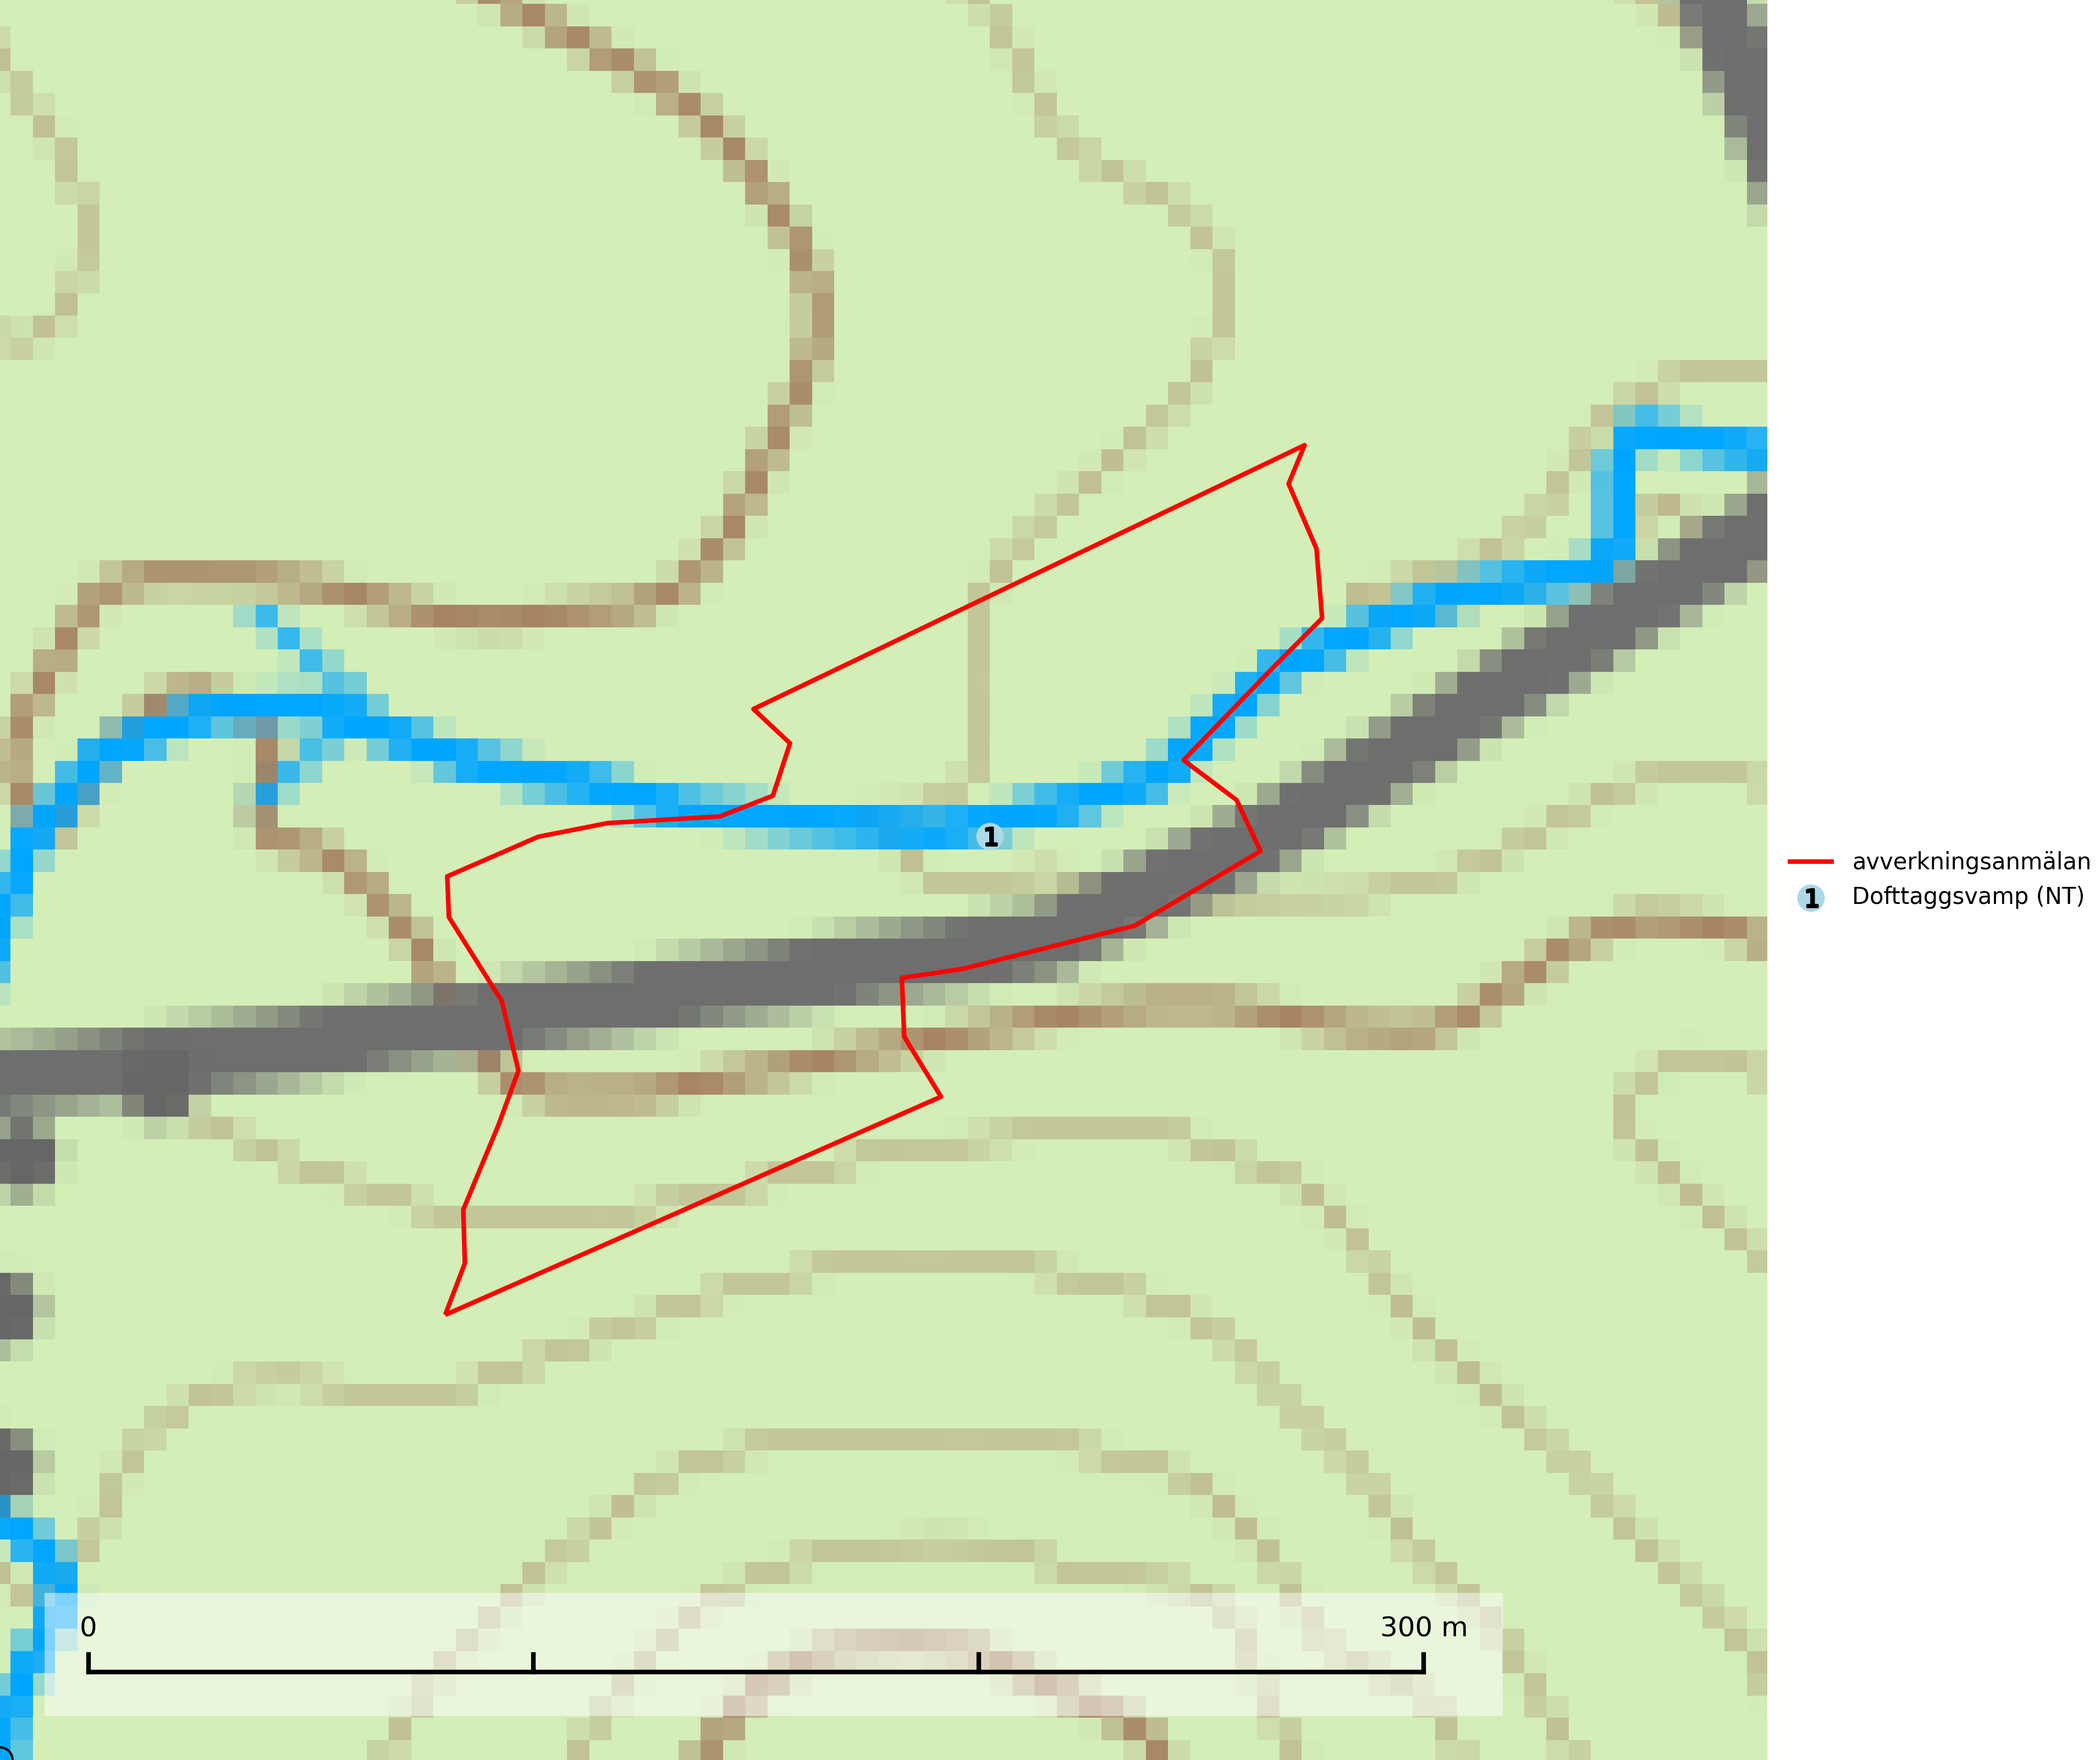 1
avverkningsanmälan
1 Dofttaggsvamp (NT)
0 300 m